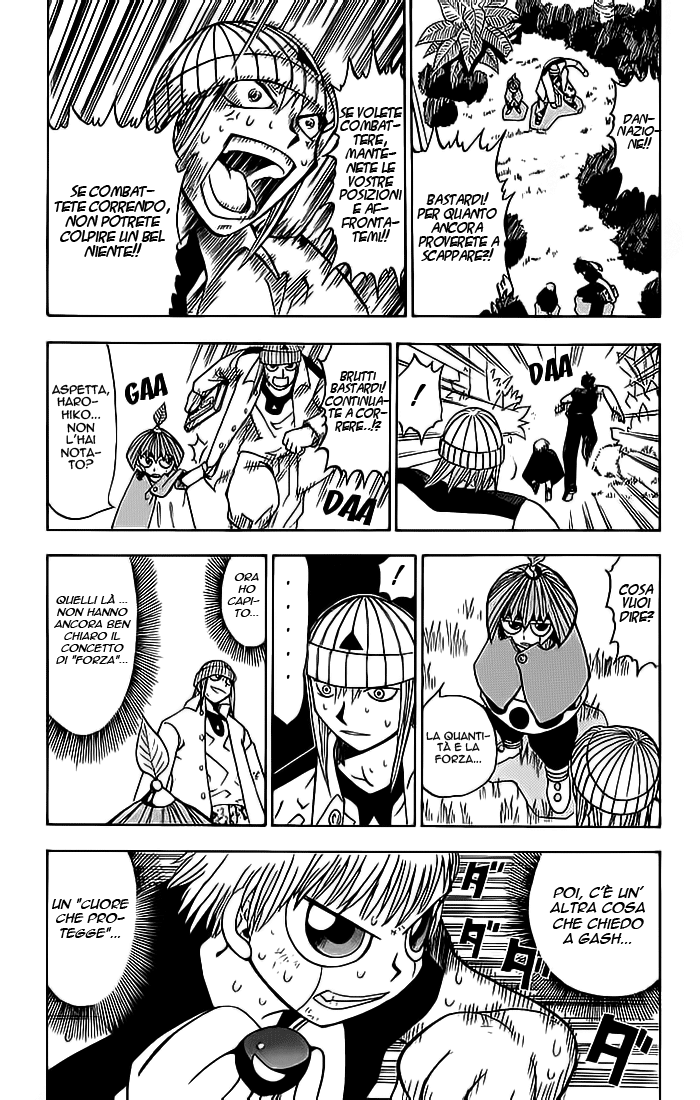 DAN-
NAZIO-
NE!!
BASTARDI!
PER QUANTO
ANCORA
PROVERETE A
SCAPPARE?!
SE VOLETE
COMBAT-
TERE,
MANTE-
NETE LE
VOSTRE
POSIZIONI
E AF-
FRONTA-
TEMI!!
SE COMBAT-
TETE CORRENDO,
NON POTRETE
COLPIRE UN BEL
NIENTE!!
DAA
!
BRUTTI
BASTARDI!
CONTINUA-
TE A COR-
RERE..!?
GAA
DAA
ASPETTA,
HARO-
HIKO...
NON
L'HAI
NOTA-
TO?
COSA
VUOI
DIRE?
LA QUANTI-
TÀ E LA
FORZA...
!
......
ORA
HO
CAPI-
TO...
QUELLI LÀ ...
NON HANNO
ANCORA BEN
CHIARO IL
CONCETTO
DI "FORZA"...
POI, C'È UN'
ALTRA COSA
CHE CHIEDO
A GASH...
ダダダ
UN "CUORE
CHE PRO-
TEGGE"...